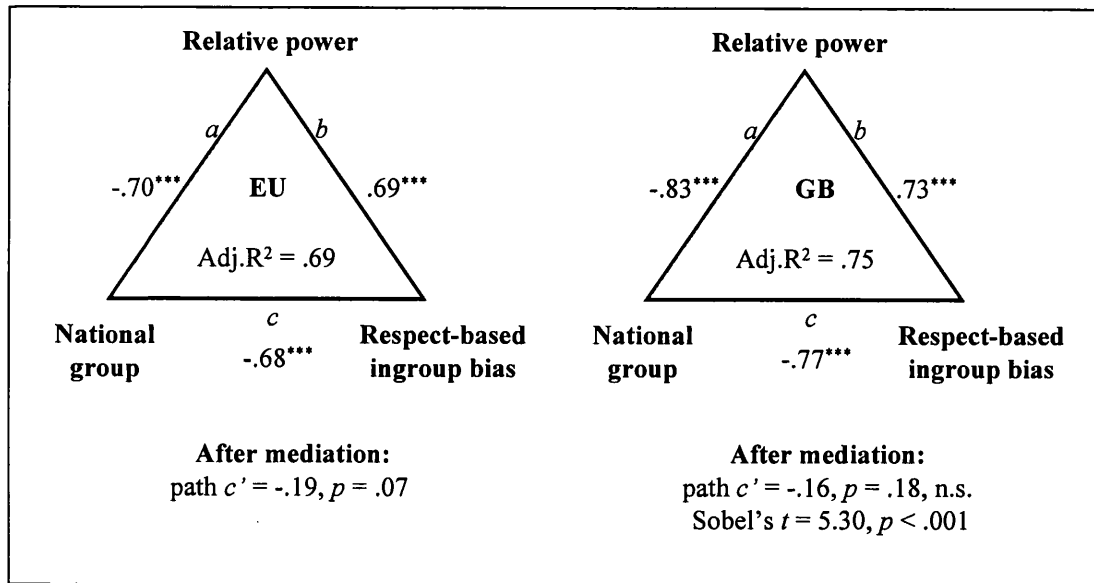 Relative power
a
b
-.70***
EU
.69***
Adj.R² = .69
c
National
group
-.68***
Respect-based
ingroup bias
After mediation:
path c' = -.19, p = .07
Relative power
a
b
-.83***
GB
.73***
Adj.R² = .75
c
National
group
-.77***
Respect-based
ingroup bias
After mediation:
path c' = -.16, p = .18, n.s.
Sobel's t = 5.30, p < .001